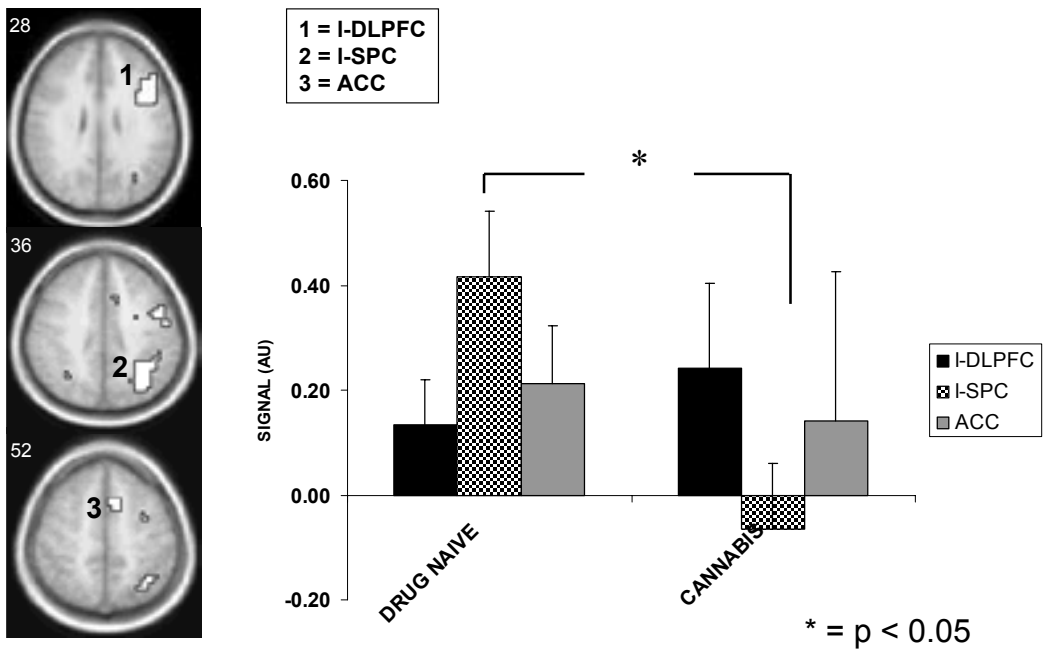 28
1
36
2
52
3
1 = l-DLPFC
2 = l-SPC
3 = ACC
*
0.60
0.40
0.20
0.00
-0.20
SIGNAL (AU)
DRUG NAIVE
CANNABIS
l-DLPFC
l-SPC
ACC
* = p < 0.05